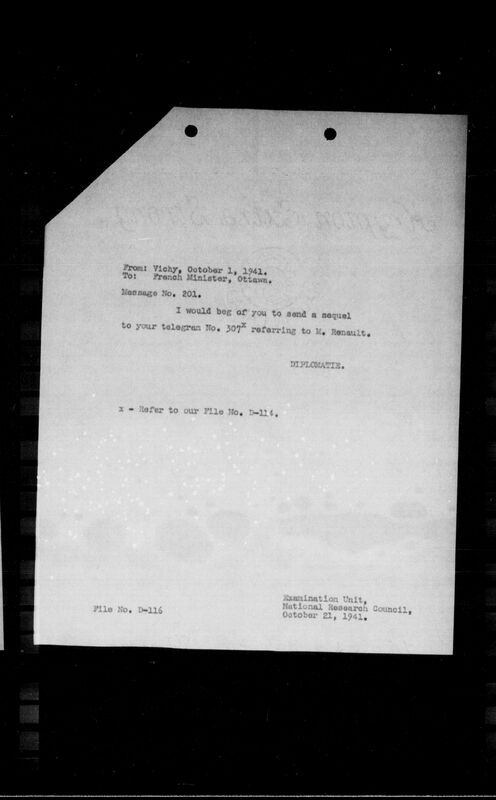 From: Vichy, October 1, 1941.
To: French Minister, Ottawa.
Message No. 201.
I would beg of you to send a sequel
to your telegram No. 307x referring to M. Renault.
DIPLOMATIE.
x - Refer to our File No. D-114.
File No. D-116
Examination Unit,
National Research Council,
October 21, 1941.